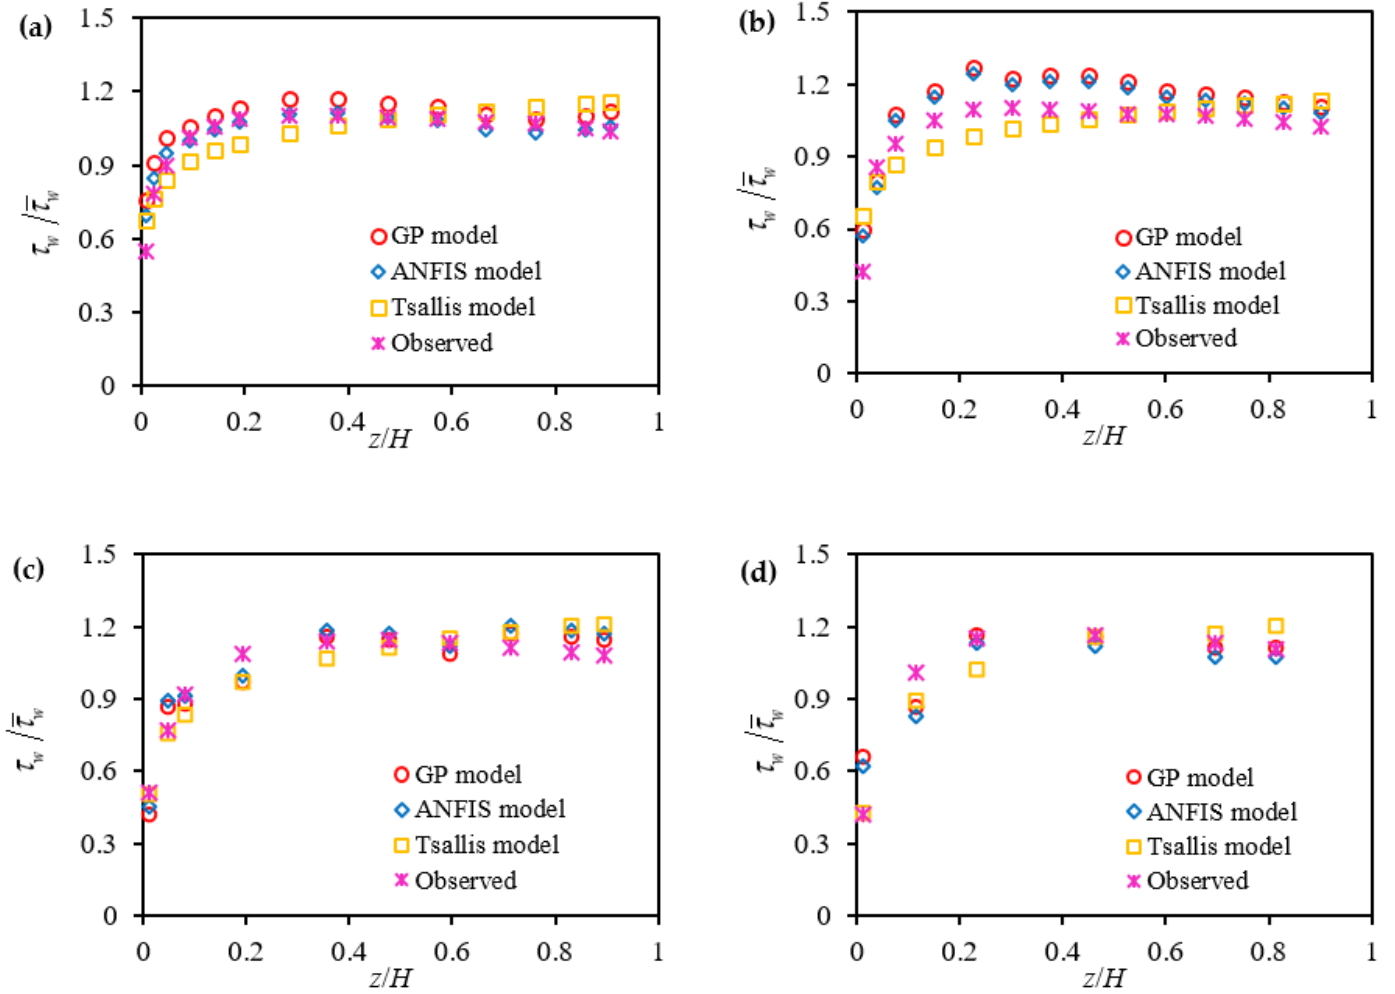 (a)
1.5
1.2
0.9
0.6
0.3
0
τw /τ̅w
GP model
ANFIS model
Tsallis model
Observed
0 0.2 0.4 0.6 0.8 1
z/H
(b)
1.5
1.2
0.9
0.6
0.3
0
τw /τ̅w
GP model
ANFIS model
Tsallis model
Observed
0 0.2 0.4 0.6 0.8 1
z/H
(c)
1.5
1.2
0.9
0.6
0.3
0
τw /τ̅w
GP model
ANFIS model
Tsallis model
Observed
0 0.2 0.4 0.6 0.8 1
z/H
(d)
1.5
1.2
0.9
0.6
0.3
0
τw /τ̅w
GP model
ANFIS model
Tsallis model
Observed
0 0.2 0.4 0.6 0.8 1
z/H